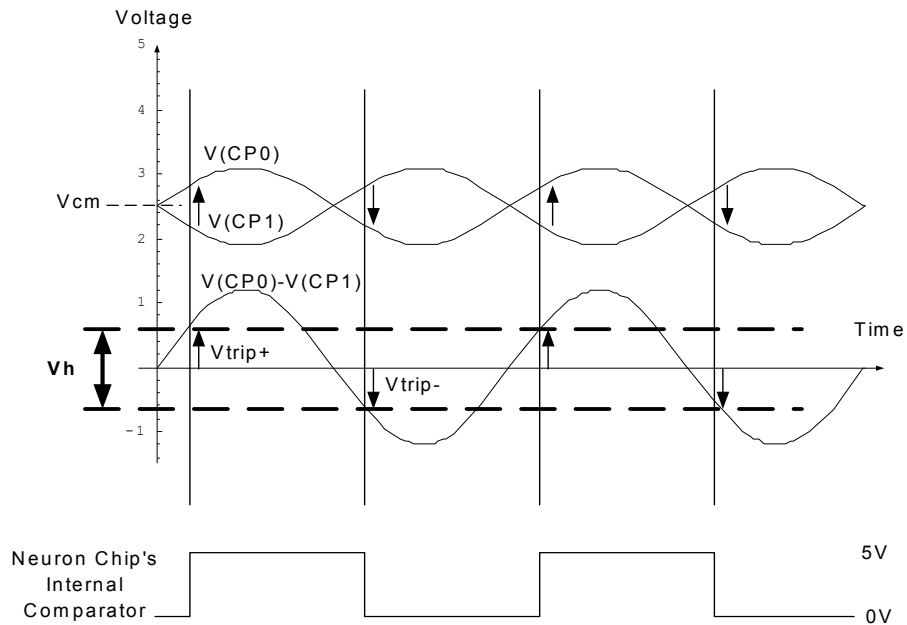 Voltage
5
4
V(CP0)
3
Vcm
V(CP1)
2
V(CP0)-V(CP1)
1
Time
Vtrip+
Vh
Vtrip-
-1
Neuron Chip's
Internal
Comparator
5V
0V